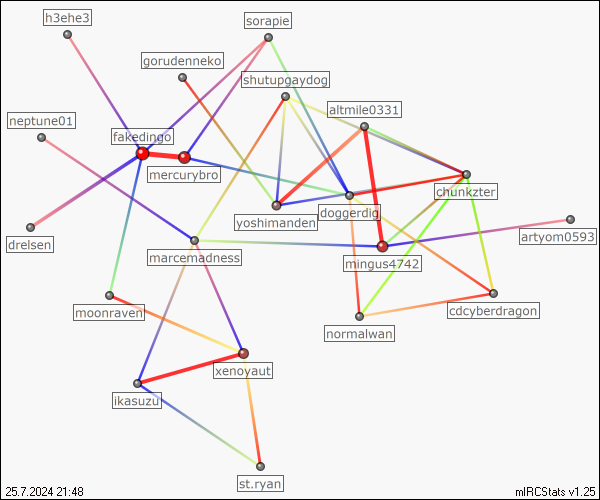 h3ehe3
sorapie
gorudenneko
shutupgaydog
altmile0331
neptune01
fakedingo
mercurybro
chunkzter
yoshimanden
doggerdig
artyom0593
drelsen
marcemadness
mingus4742
moonraven
cdcyberdragon
normalwan
xenoyaut
ikasuzu
st.ryan
25.7.2024 21:48
mIRCStats v1.25